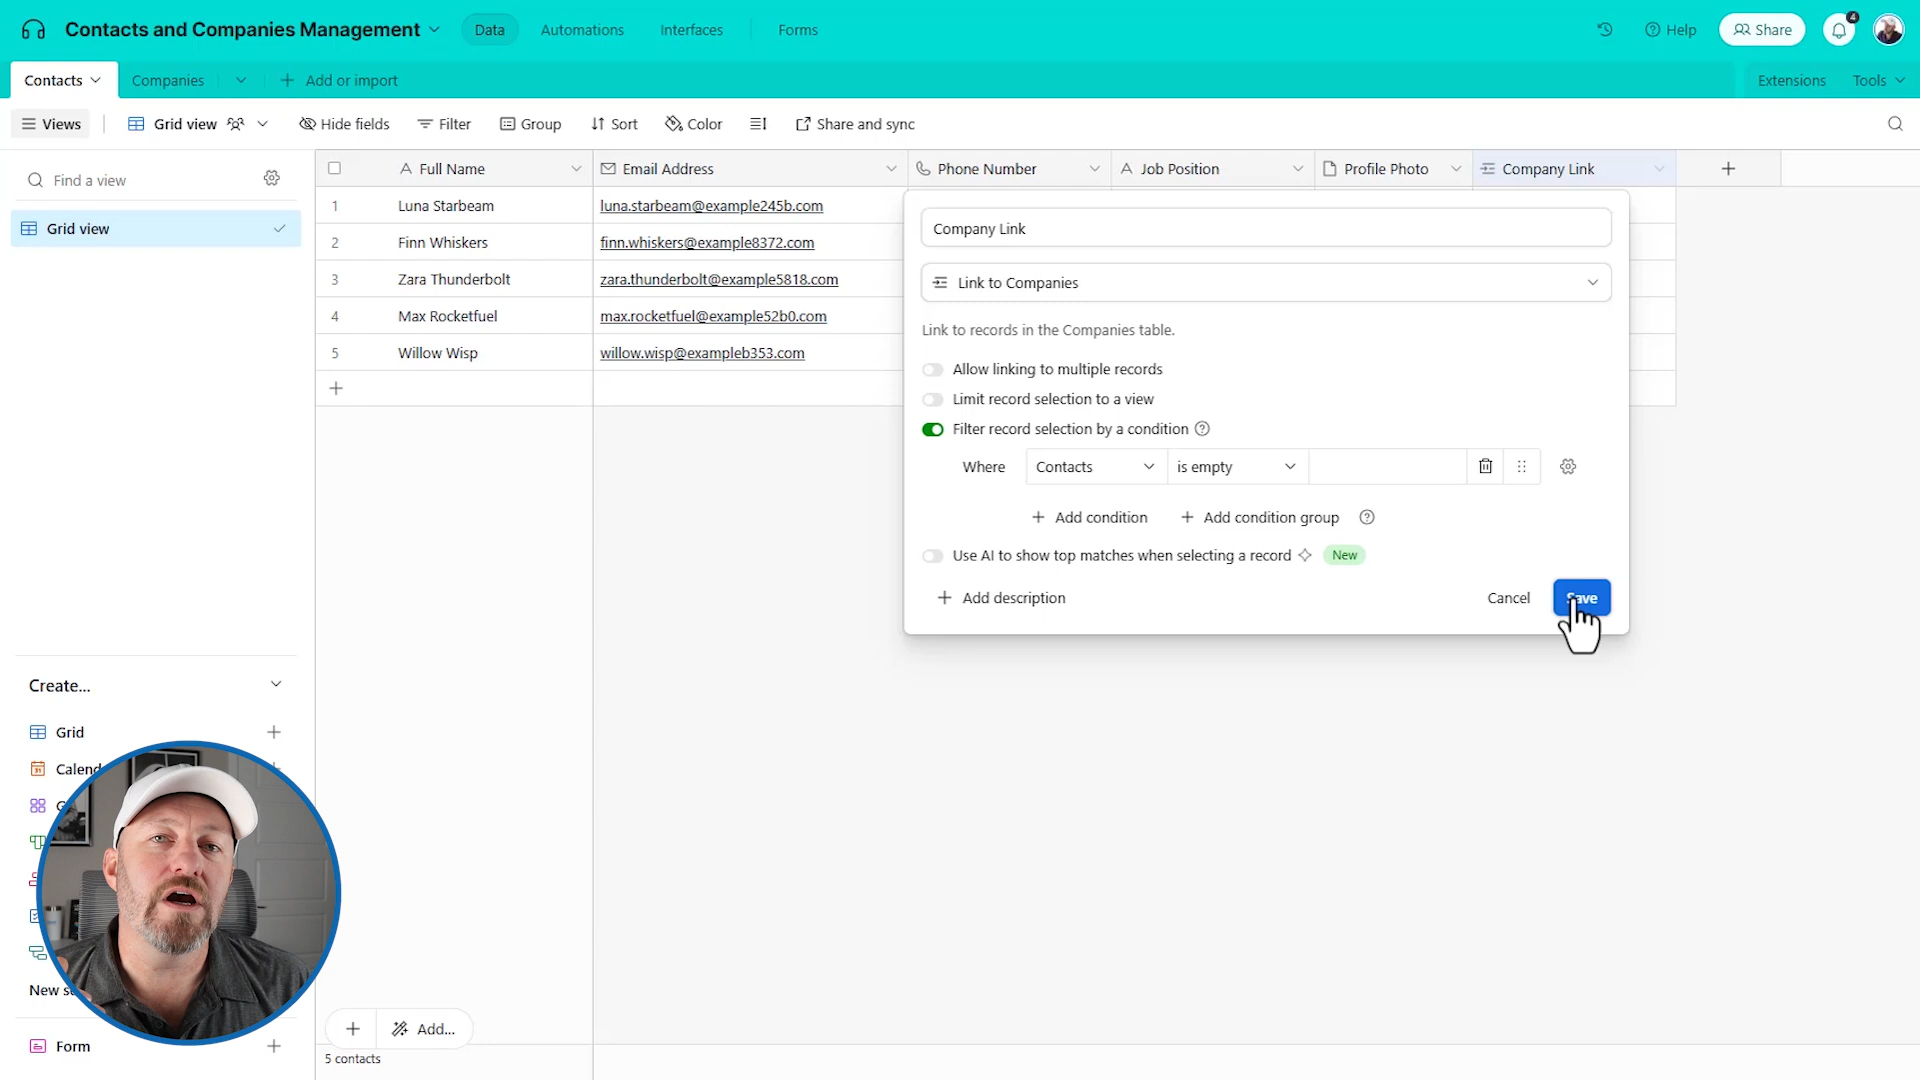 Contacts and Companies Management
Data
Automations
Interfaces
Forms
Help
Share
4
Contacts
Companies
Add or import
Extensions
Tools
Views
Grid view
Hide fields
Filter
Group
Sort
Color
Share and sync
Find a view
Grid view
Full Name
Email Address
Phone Number
Job Position
Profile Photo
Company Link
1 Luna Starbeam luna.starbeam@example245b.com
2 Finn Whiskers finn.whiskers@example8372.com
3 Zara Thunderbolt zara.thunderbolt@example5818.com
4 Max Rocketfuel max.rocketfuel@example52b0.com
5 Willow Wisp willow.wisp@exampleb353.com
Company Link
Link to Companies
Link to records in the Companies table.
Allow linking to multiple records
Limit record selection to a view
Filter record selection by a condition
Where Contacts is empty
Add condition
Add condition group
Use AI to show top matches when selecting a record New
Add description
Cancel
Save
Create...
Grid
Calend
New s
Form
Add...
5 contacts